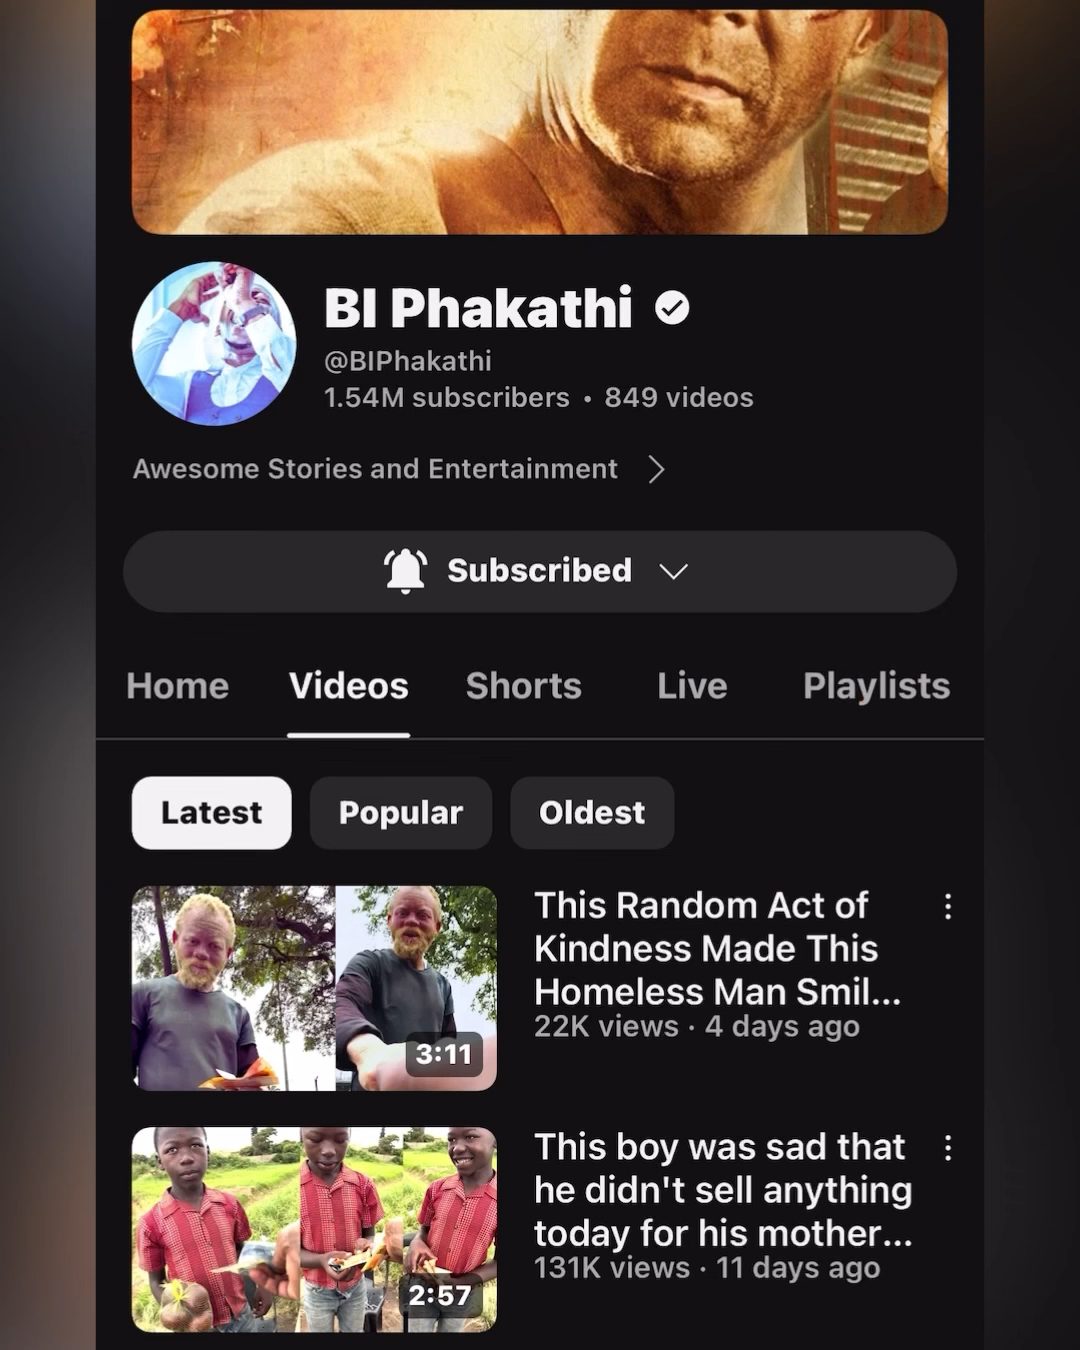 BI Phakathi
@BIPhakathi
1.54M subscribers • 849 videos
Awesome Stories and Entertainment
Subscribed
Home Videos Shorts Live Playlists
Latest Popular Oldest
This Random Act of
Kindness Made This
Homeless Man Smil...
22K views · 4 days ago
3:11
This boy was sad that
he didn't sell anything
today for his mother...
131K views · 11 days ago
2:57